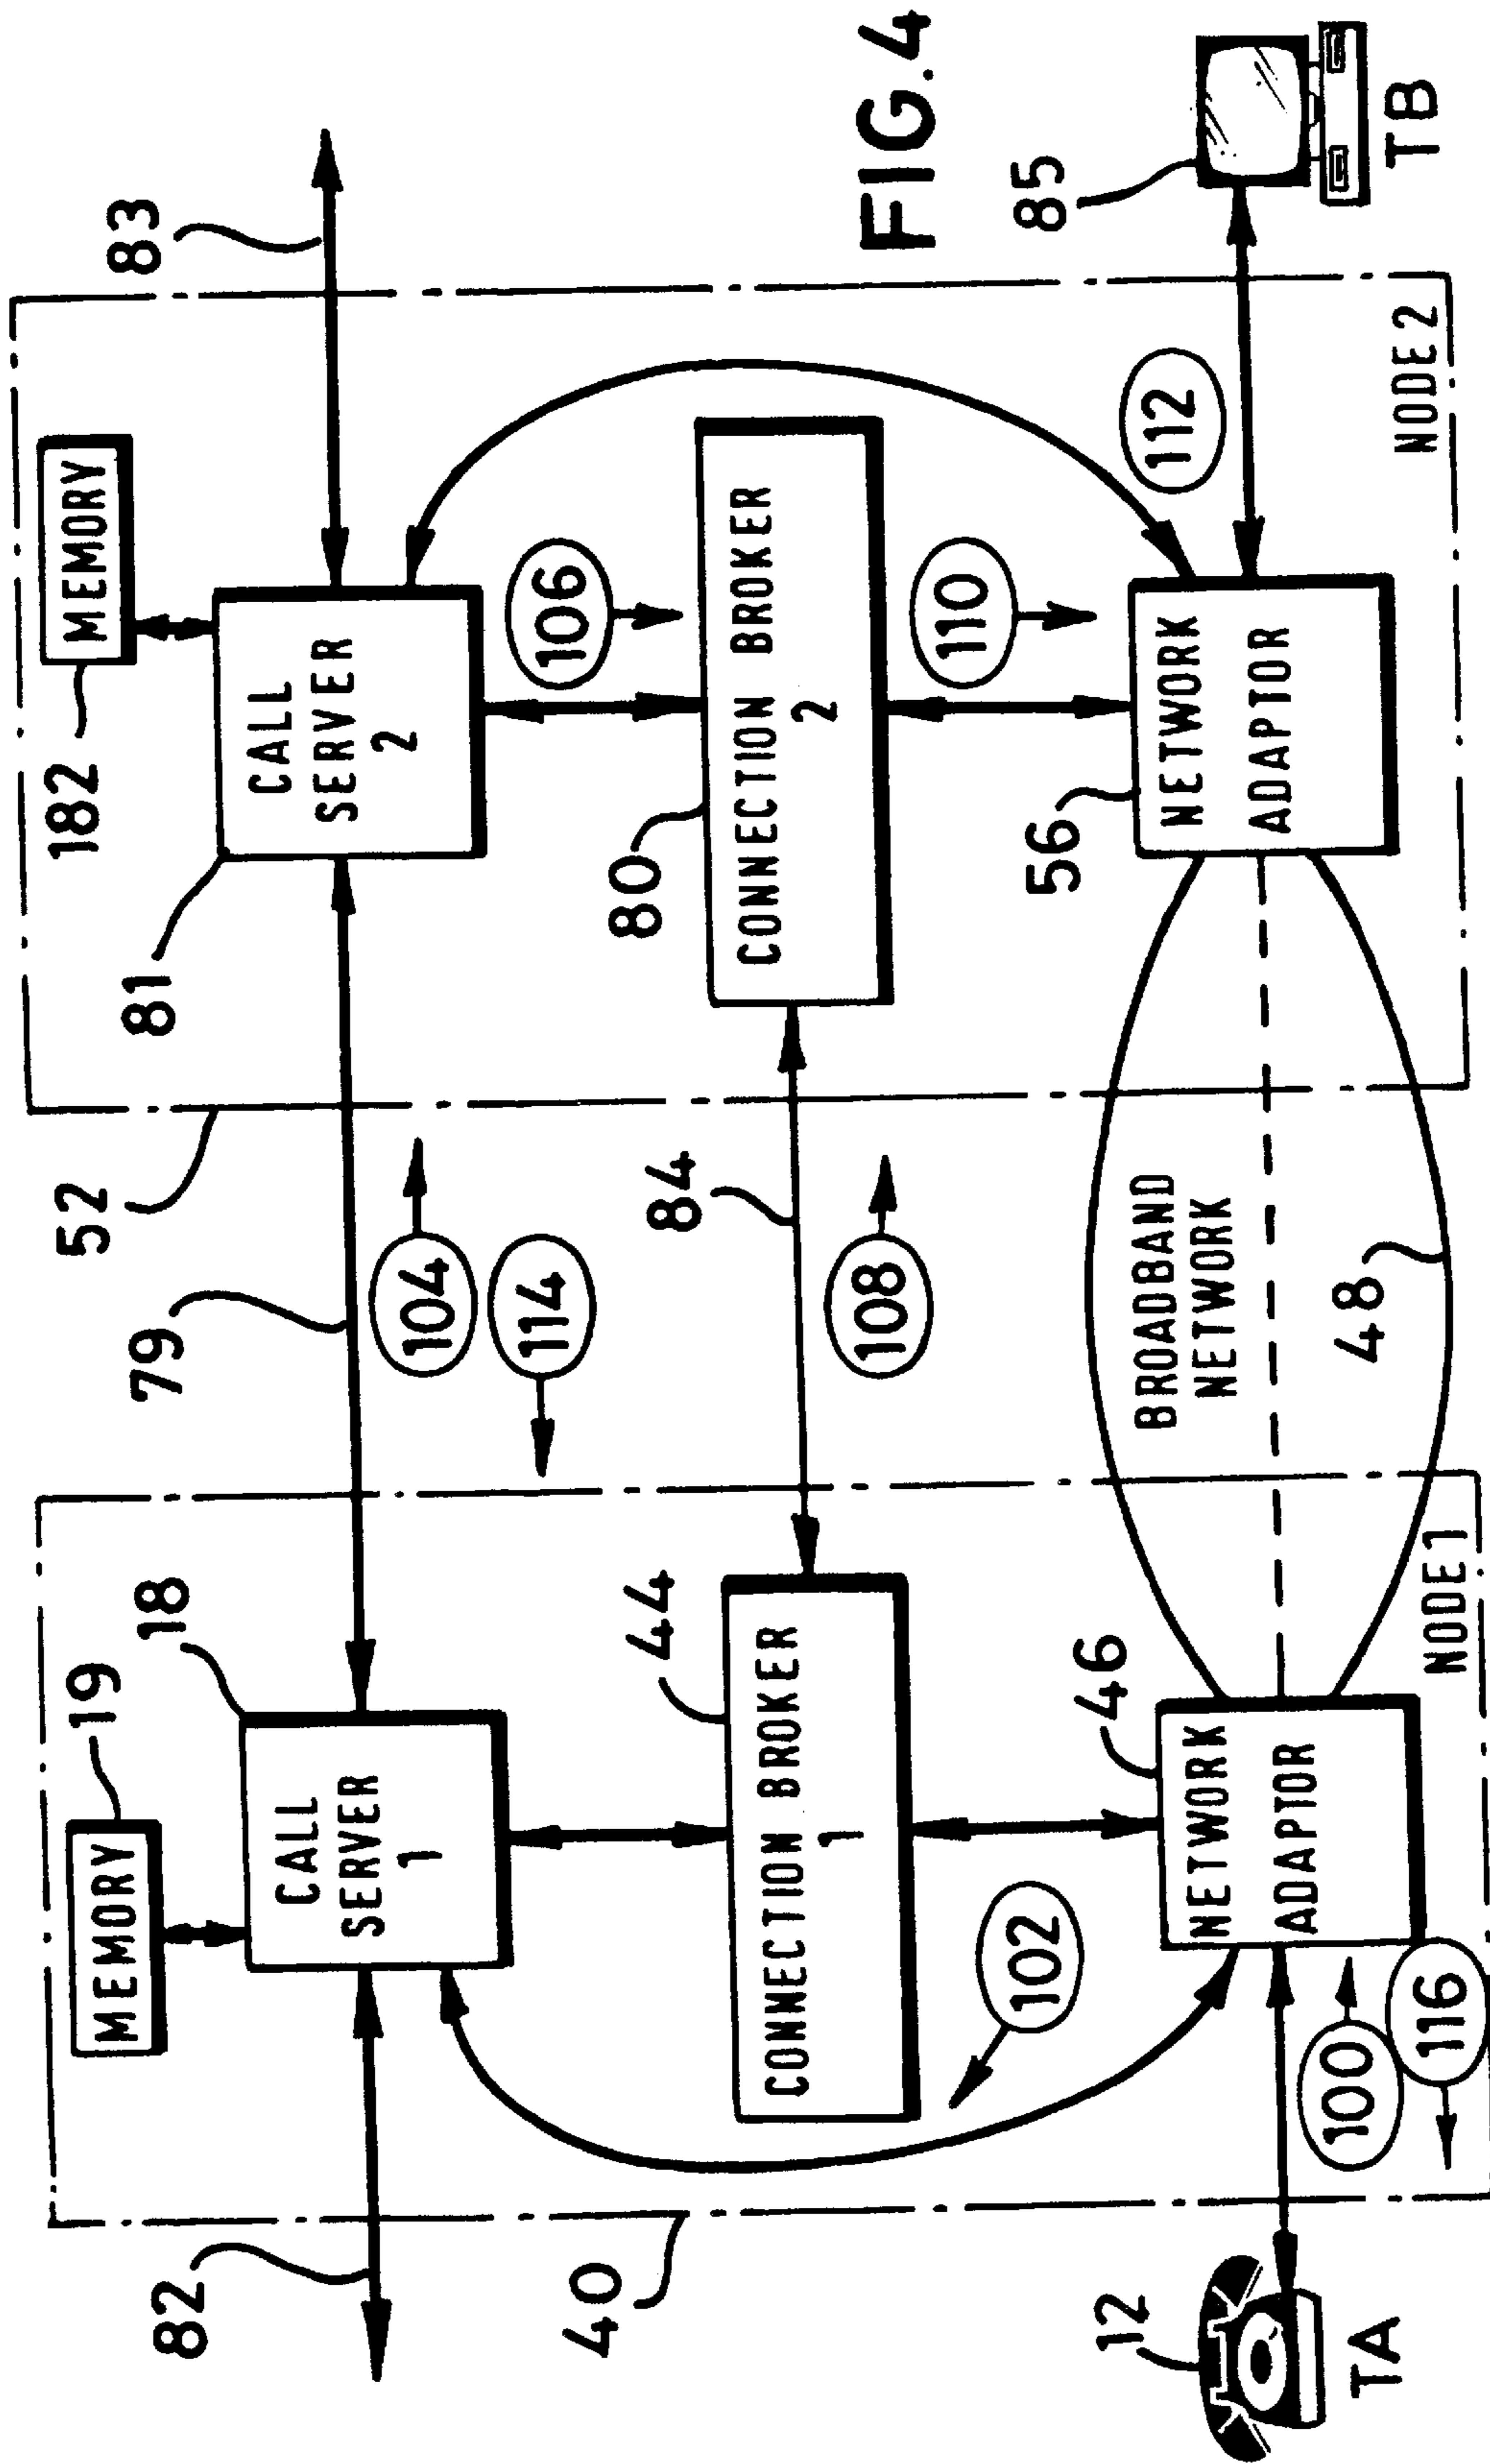 82
79
83
MEMORY
19
18
52
81
182
MEMORY
CALL
SERVER
1
CALL
SERVER
2
104
114
106
40
44
84
80
CONNECTION BROKER
1
CONNECTION BROKER
2
108
110
FIG.4
102
46
56
112
85
12
NETWORK
ADAPTOR
BROADBAND
NETWORK
NETWORK
ADAPTOR
TA
100
116
48
TB
NODE 1
NODE 2